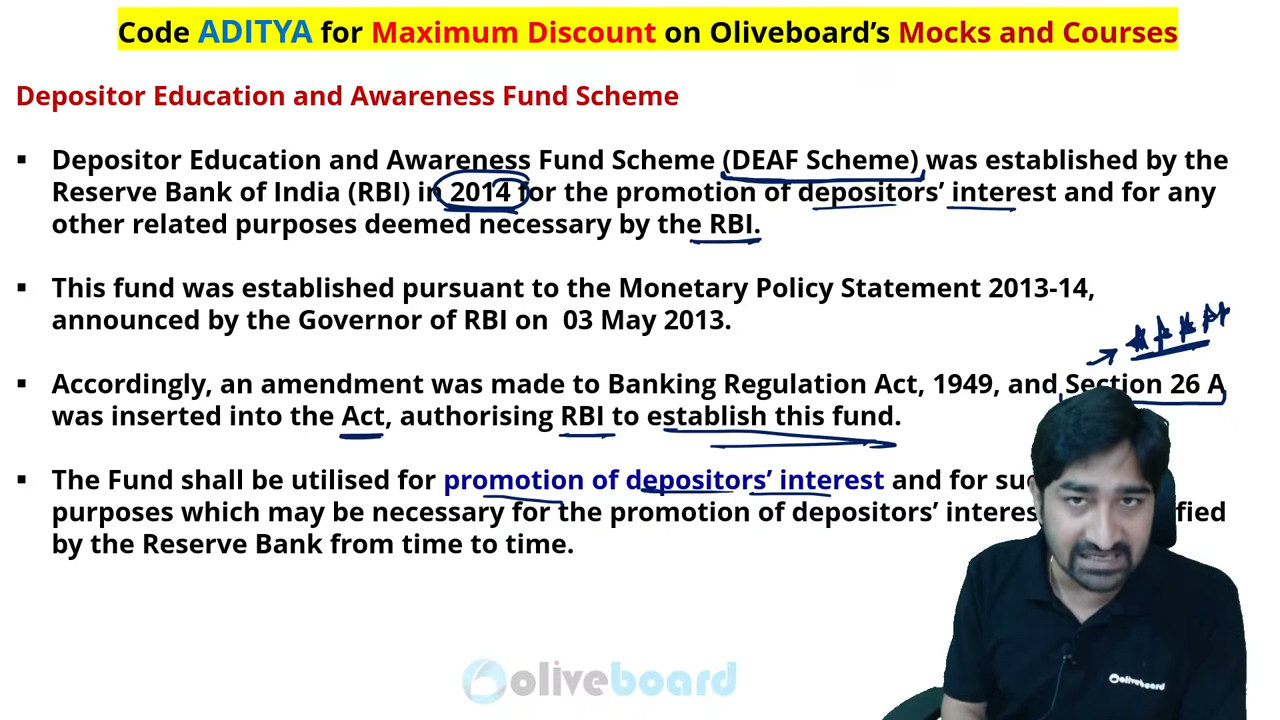 Code ADITYA for Maximum Discount on Oliveboard's Mocks and Courses
Depositor Education and Awareness Fund Scheme
▪ Depositor Education and Awareness Fund Scheme (DEAF Scheme) was established by the
Reserve Bank of India (RBI) in 2014 for the promotion of depositors' interest and for any
other related purposes deemed necessary by the RBI.
▪ This fund was established pursuant to the Monetary Policy Statement 2013-14,
announced by the Governor of RBI on 03 May 2013.
▪ Accordingly, an amendment was made to Banking Regulation Act, 1949, and Section 26 A
was inserted into the Act, authorising RBI to establish this fund.
▪ The Fund shall be utilised for promotion of depositors' interest and for
purposes which may be necessary for the promotion of depositors'
by the Reserve Bank from time to time.
oliveboard
oliveboard